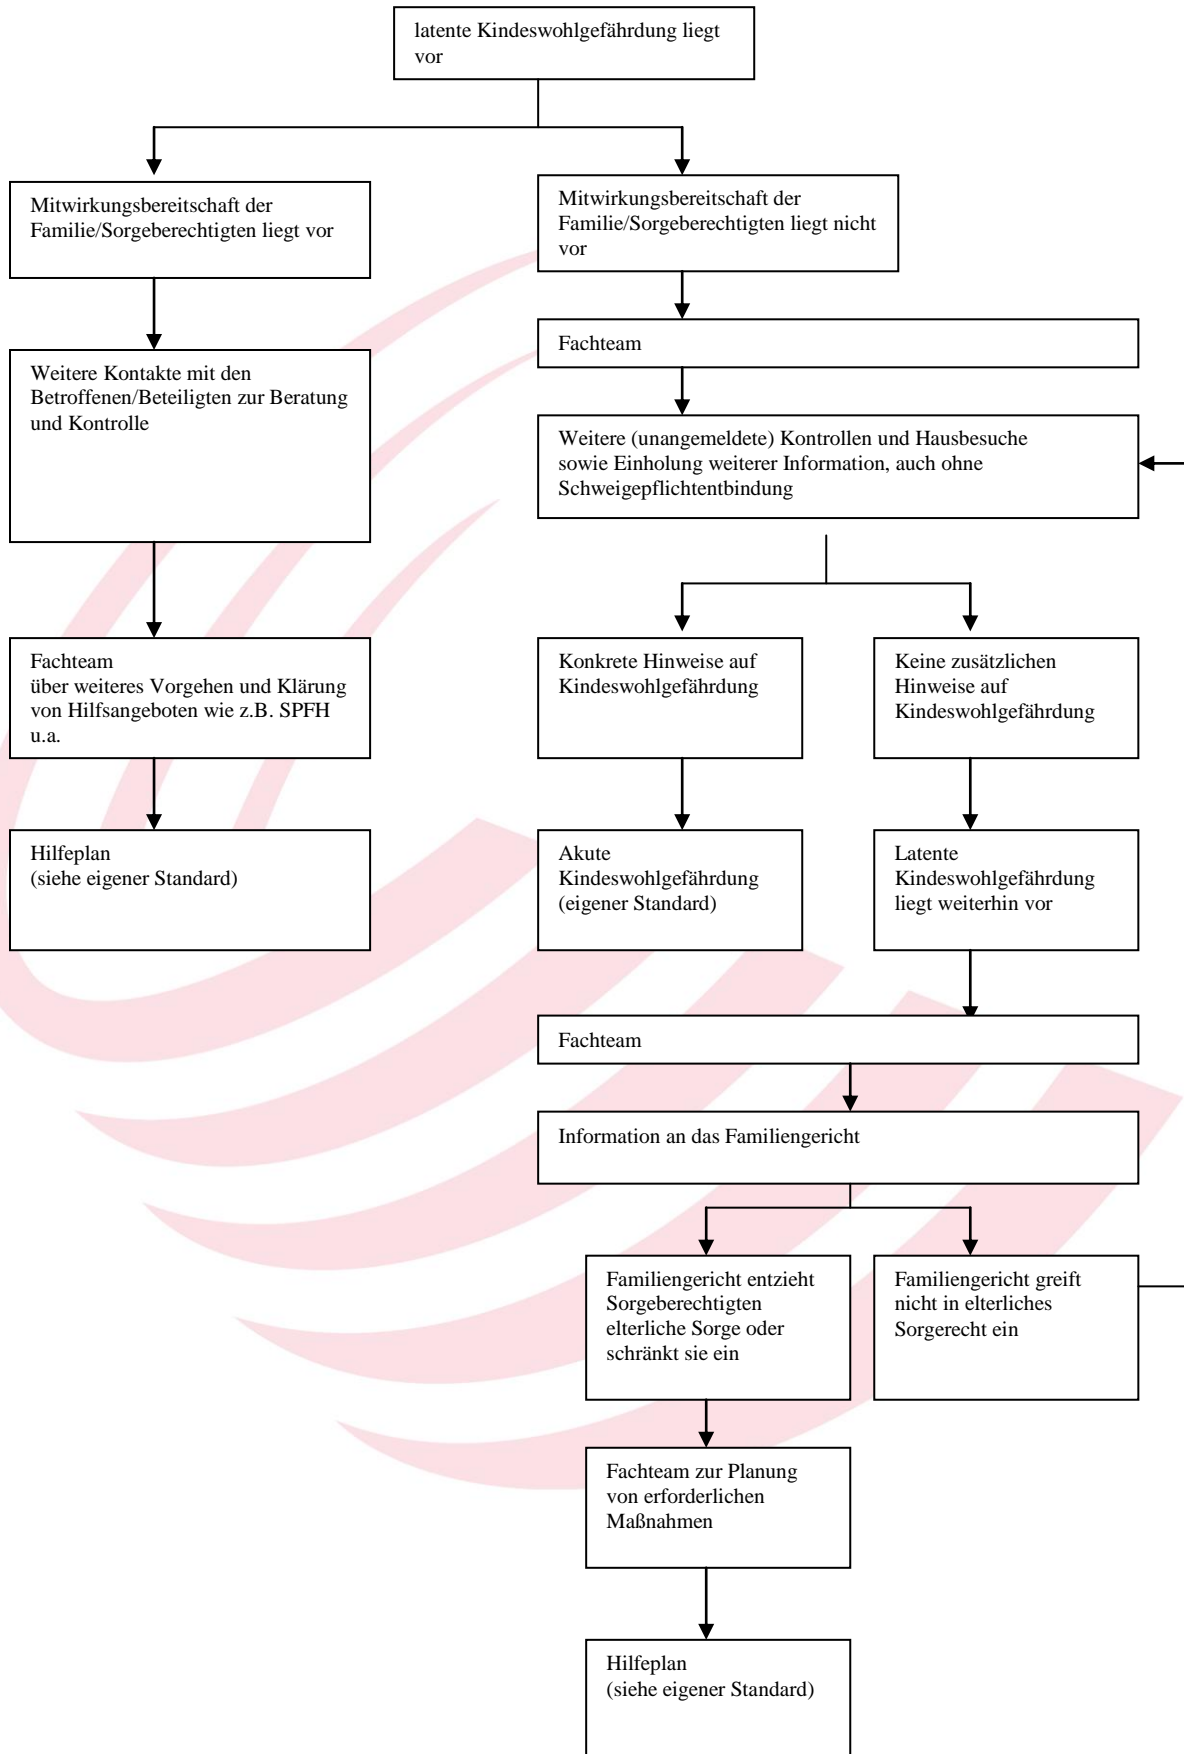 latente Kindeswohlgefährdung liegt
vor
Mitwirkungsbereitschaft der
Familie/Sorgeberechtigten liegt vor
Mitwirkungsbereitschaft der
Familie/Sorgeberechtigten liegt nicht
vor
Fachteam
Weitere Kontakte mit den
Betroffenen/Beteiligten zur Beratung
und Kontrolle
Weitere (unangemeldete) Kontrollen und Hausbesuche
sowie Einholung weiterer Information, auch ohne
Schweigepflichtentbindung
Fachteam
über weiteres Vorgehen und Klärung
von Hilfsangeboten wie z.B. SPFH
u.a.
Konkrete Hinweise auf
Kindeswohlgefährdung
Keine zusätzlichen
Hinweise auf
Kindeswohlgefährdung
Hilfeplan
(siehe eigener Standard)
Akute
Kindeswohlgefährdung
(eigener Standard)
Latente
Kindeswohlgefährdung
liegt weiterhin vor
Fachteam
Information an das Familiengericht
Familiengericht entzieht
Sorgeberechtigten
elterliche Sorge oder
schränkt sie ein
Familiengericht greift
nicht in elterliches
Sorgerecht ein
Fachteam zur Planung
von erforderlichen
Maßnahmen
Hilfeplan
(siehe eigener Standard)